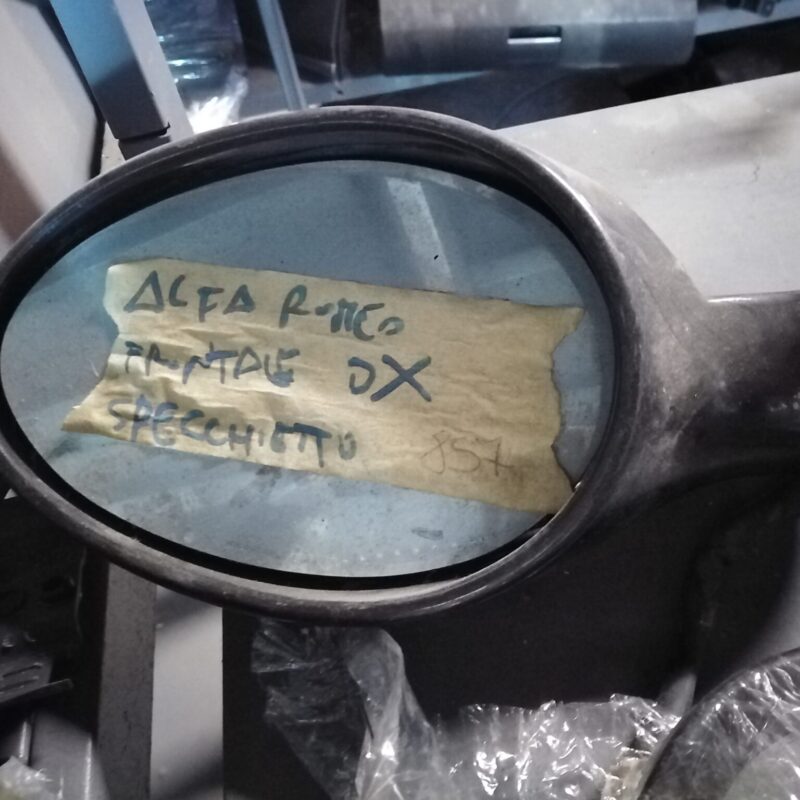 ALFA ROMEO
FRONTALE DX
SPECCHIETTO 857